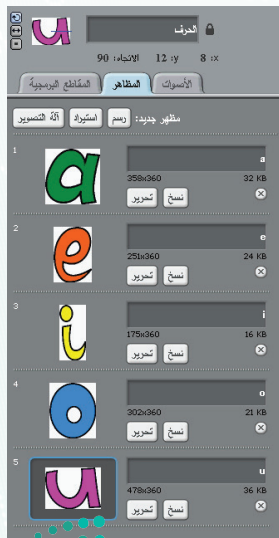 الحرف
x: 8 y: 12 الاتجاه: 90
المقاطع البرمجية المظاهر الأصوات
مظهر جديد: رسم استيراد آلة التصوير
1
a
a
358x360 32 KB
نسخ تحرير
2
e
e
251x360 24 KB
نسخ تحرير
3
i
i
175x360 16 KB
نسخ تحرير
4
o
o
302x360 21 KB
نسخ تحرير
5
u
u
478x360 36 KB
نسخ تحرير